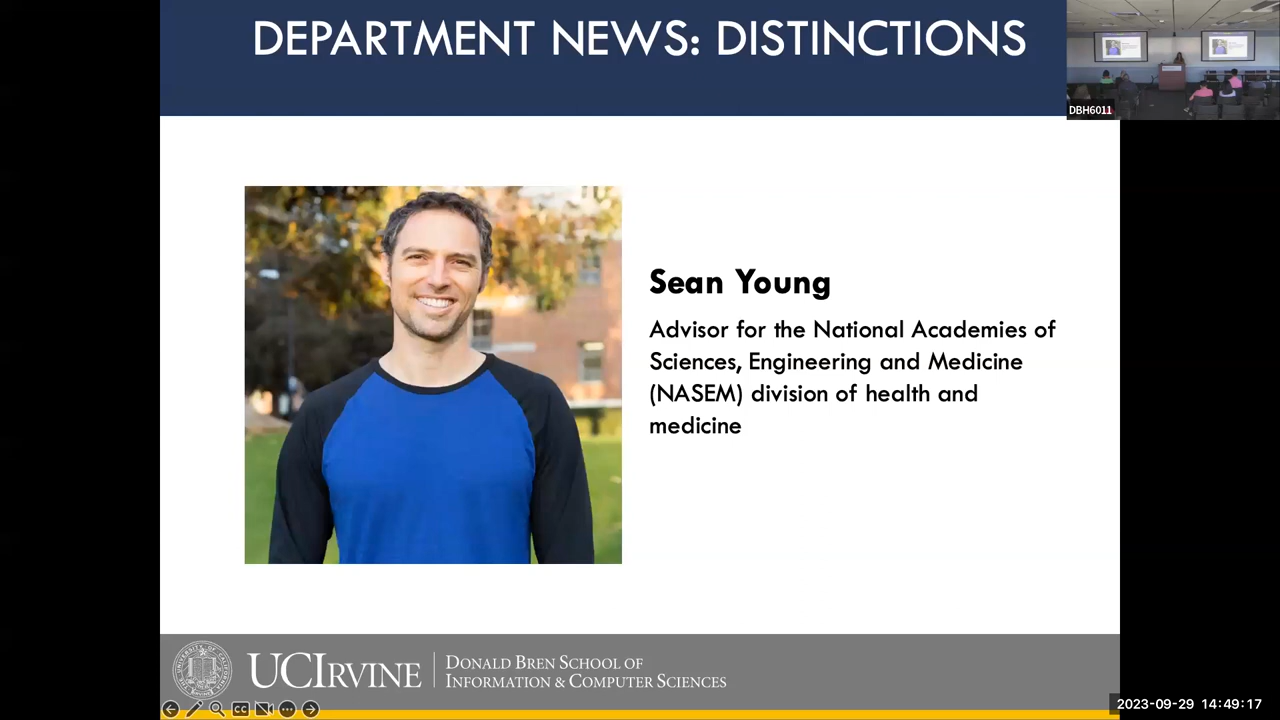 DEPARTMENT NEWS: DISTINCTIONS
DBH6011
Sean Young
Advisor for the National Academies of
Sciences, Engineering and Medicine
(NASEM) division of health and
medicine
UCIRVINE
DONALD BREN SCHOOL OF
INFORMATION & COMPUTER SCIENCES
CC
2023-09-29 14:49:17